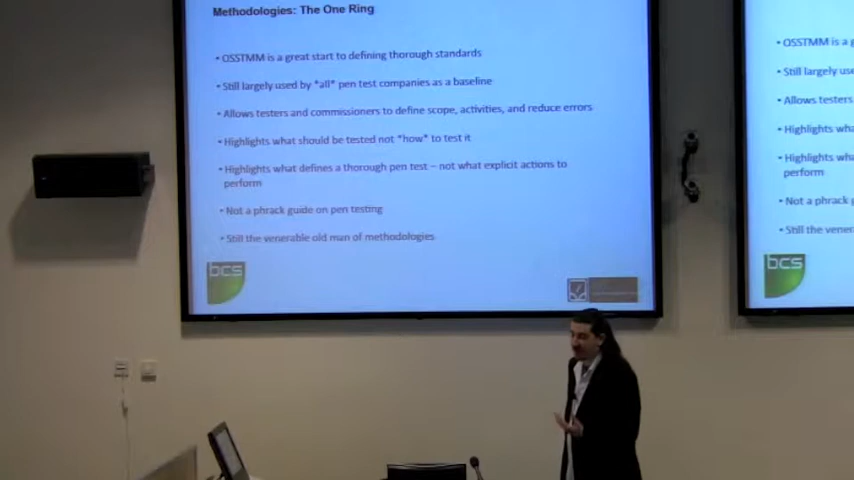 Methodologies: The One Ring
• OSSTMM is a great start to defining thorough standards
• Still largely used by *all* pen test companies as a baseline
• Allows testers and commissioners to define scope, activities, and reduce errors
• Highlights what should be tested not *how* to test it
• Highlights what defines a thorough pen test – not what explicit actions to
perform
• Not a phrack guide on pen testing
• Still the venerable old man of methodologies
bcs
• OSSTMM is a g
• Still largely use
• Allows testers
• Highlights wha
• Highlights wha
perform
• Not a phrack g
• Still the vener
bcs